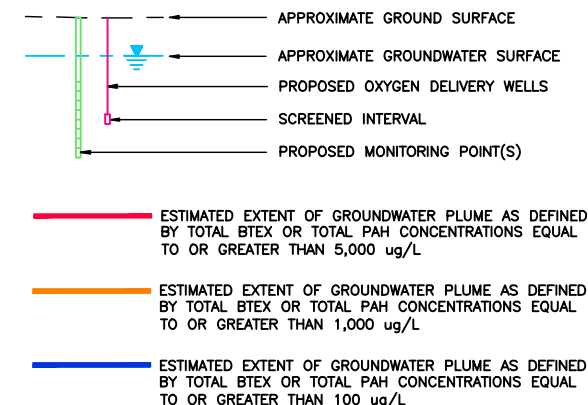 APPROXIMATE GROUND SURFACE
APPROXIMATE GROUNDWATER SURFACE
PROPOSED OXYGEN DELIVERY WELLS
SCREENED INTERVAL
PROPOSED MONITORING POINT(S)
ESTIMATED EXTENT OF GROUNDWATER PLUME AS DEFINED
BY TOTAL BTEX OR TOTAL PAH CONCENTRATIONS EQUAL
TO OR GREATER THAN 5,000 ug/L
ESTIMATED EXTENT OF GROUNDWATER PLUME AS DEFINED
BY TOTAL BTEX OR TOTAL PAH CONCENTRATIONS EQUAL
TO OR GREATER THAN 1,000 ug/L
ESTIMATED EXTENT OF GROUNDWATER PLUME AS DEFINED
BY TOTAL BTEX OR TOTAL PAH CONCENTRATIONS EQUAL
TO OR GREATER THAN 100 ug/L